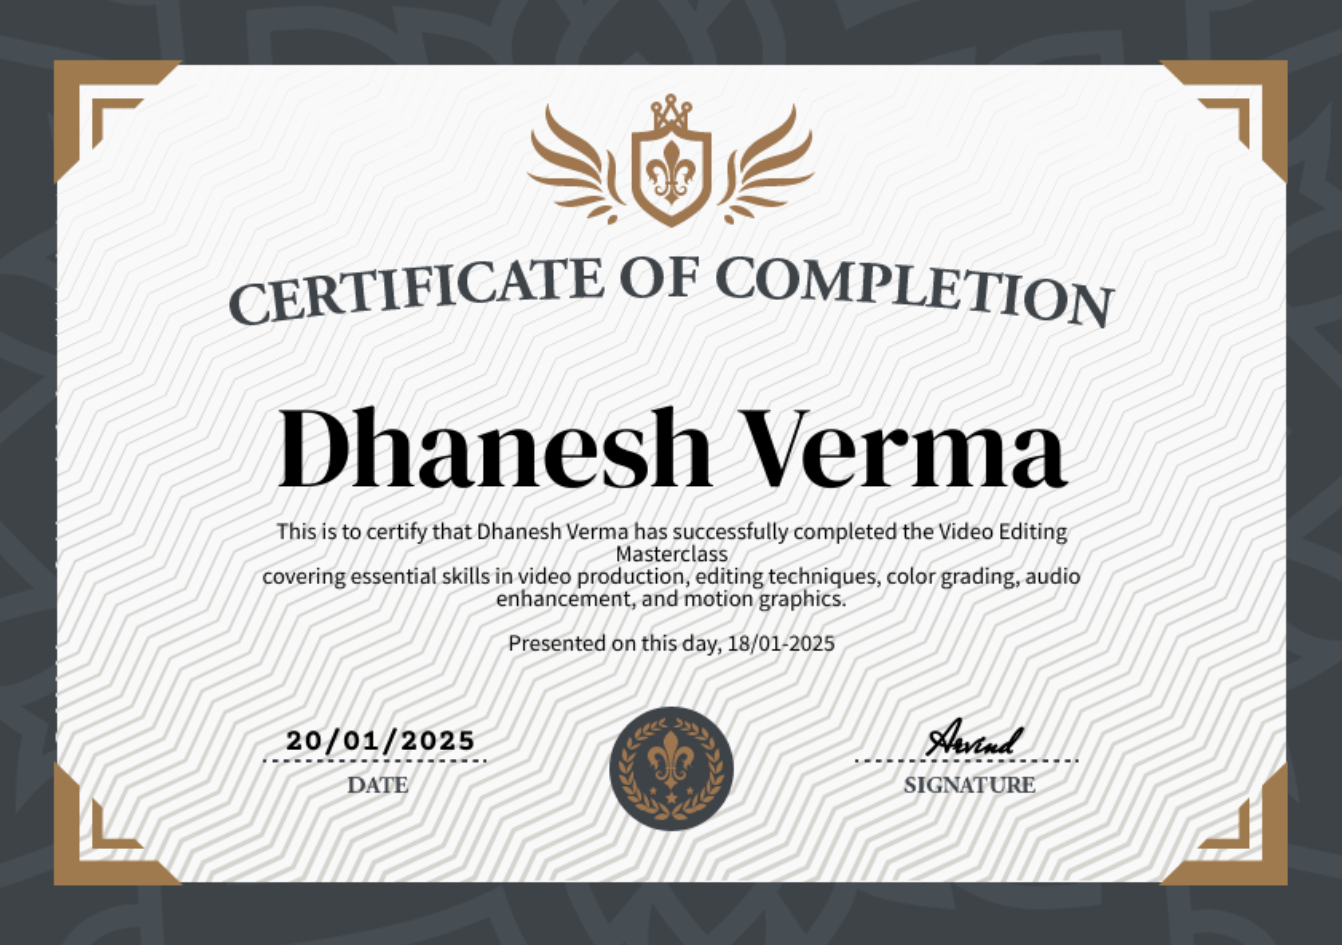 CERTIFICATE OF COMPLETION
Dhanesh Verma
This is to certify that Dhanesh Verma has successfully completed the Video Editing
Masterclass
covering essential skills in video production, editing techniques, color grading, audio
enhancement, and motion graphics.
Presented on this day, 18/01-2025
20/01/2025
DATE
Arvind
SIGNATURE